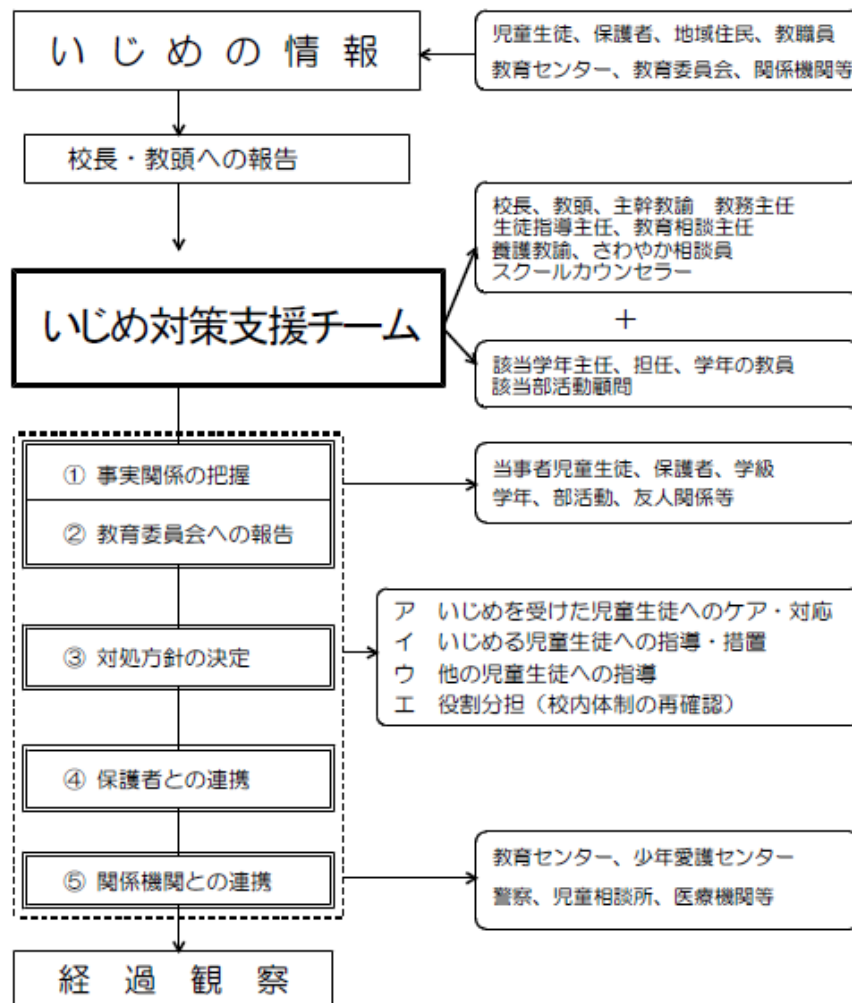 いじめの情報
児童生徒、保護者、地域住民、教職員
教育センター、教育委員会、関係機関等
校長・教頭への報告
校長、教頭、主幹教諭　教務主任
生徒指導主任、教育相談主任
養護教諭、さわやか相談員
スクールカウンセラー
いじめ対策支援チーム
＋
該当学年主任、担任、学年の教員
該当部活動顧問
① 事実関係の把握
当事者児童生徒、保護者、学級
学年、部活動、友人関係等
② 教育委員会への報告
③ 対処方針の決定
ア　いじめを受けた児童生徒へのケア・対応
イ　いじめる児童生徒への指導・措置
ウ　他の児童生徒への指導
エ　役割分担（校内体制の再確認）
④ 保護者との連携
⑤ 関係機関との連携
教育センター、少年愛護センター
警察、児童相談所、医療機関等
経過観察